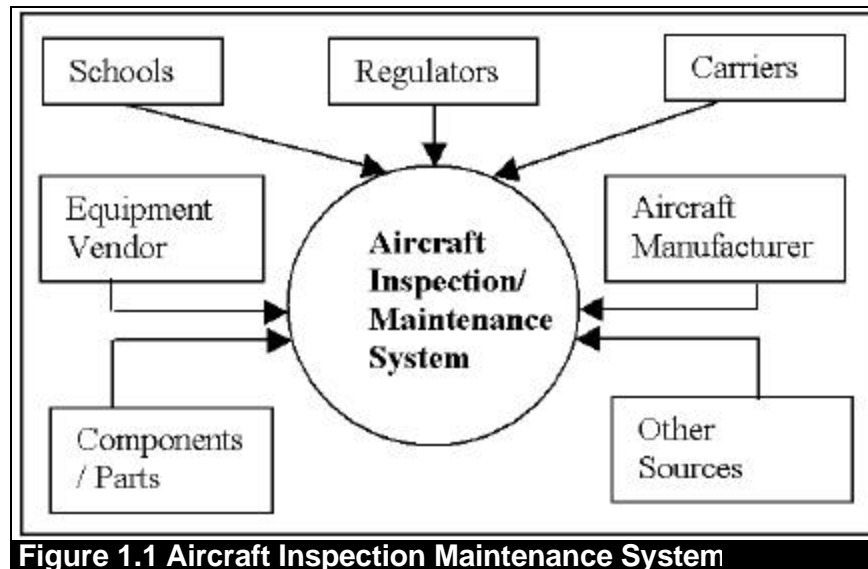 Schools
Regulators
Carriers
Equipment
Vendor
Aircraft
Manufacturer
Aircraft
Inspection/
Maintenance
System
Components
/ Parts
Other
Sources
Figure 1.1 Aircraft Inspection Maintenance System